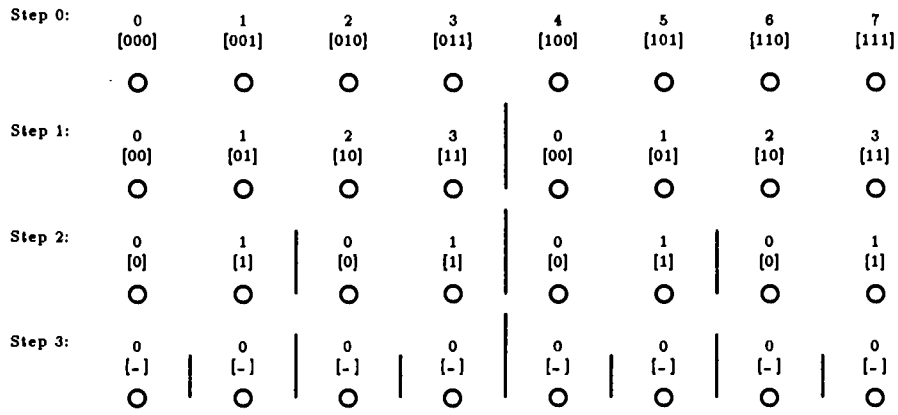 Step 0: 0 1 2 3 4 5 6 7
[000] [001] [010] [011] [100] [101] [110] [111]
Step 1: 0 1 2 3 0 1 2 3
[00] [01] [10] [11] [00] [01] [10] [11]
Step 2: 0 1 0 1 0 1 0 1
[0] [1] [0] [1] [0] [1] [0] [1]
Step 3: 0 0 0 0 0 0 0 0
[-] [-] [-] [-] [-] [-] [-] [-]